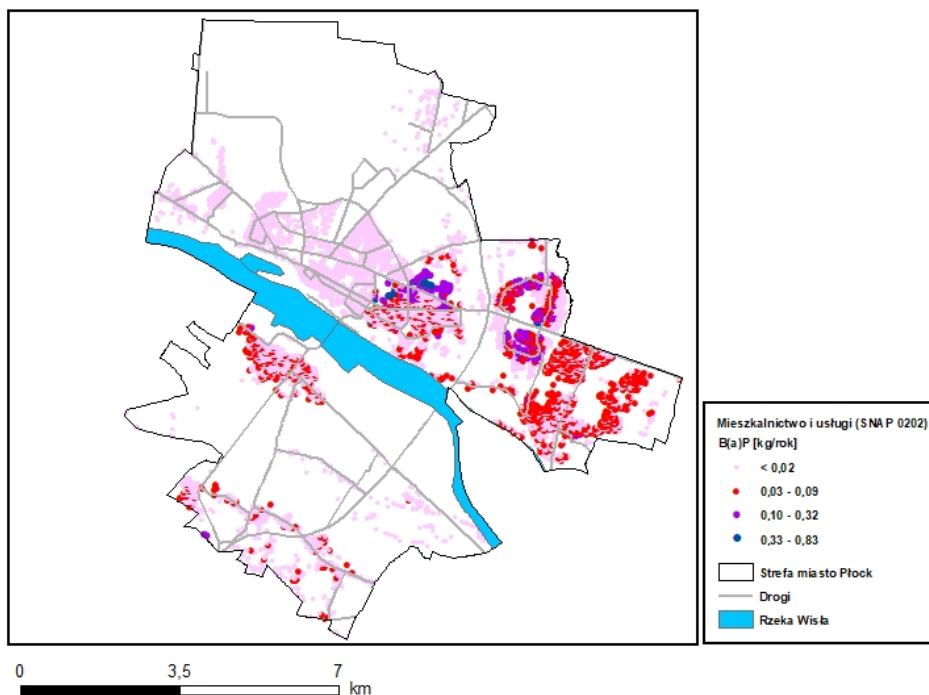 Mieszkalnictwo i usługi (SNAP 0202)
B(a)P [kg/rok]
< 0,02
0,03 - 0,09
0,10 - 0,32
0,33 - 0,83
Strefa miasto Płock
Drogi
Rzeka Wisła
0 3,5 7
km